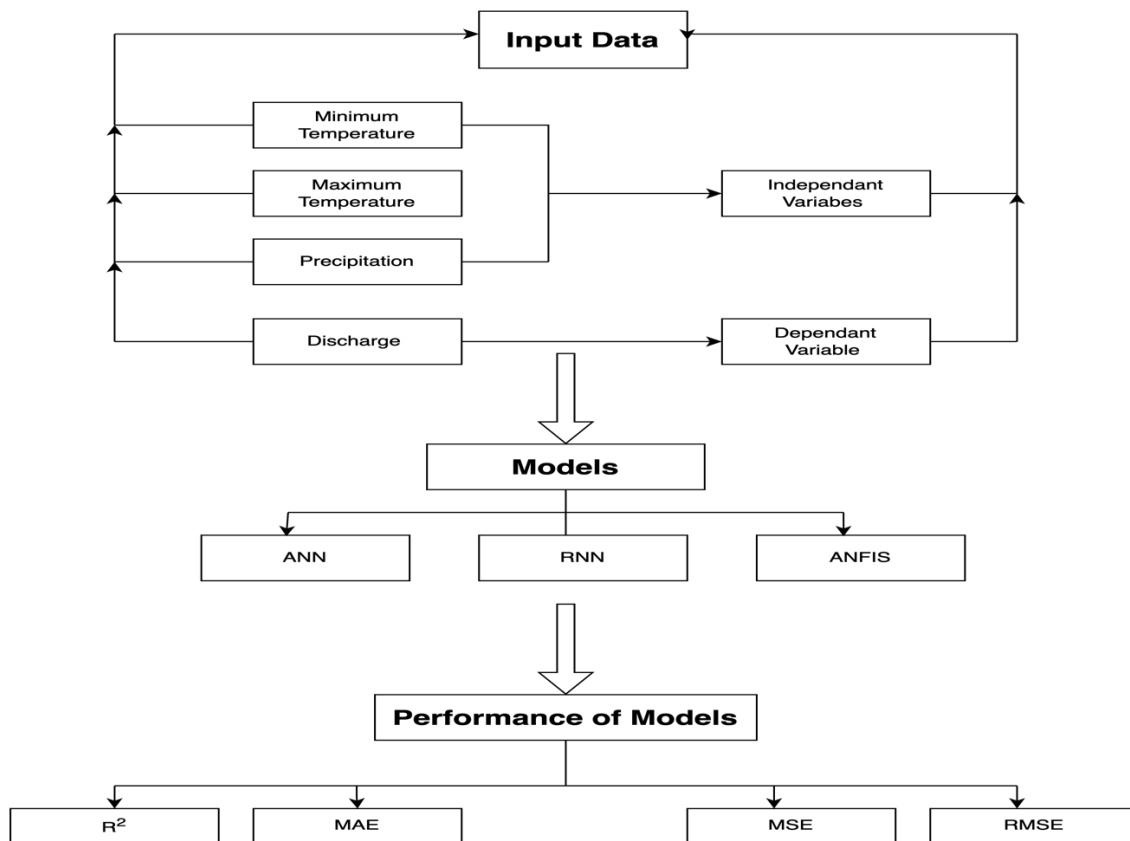 Input Data
Minimum
Temperature
Maximum
Temperature
Independant
Variabes
Precipitation
Discharge
Dependant
Variable
Models
ANN
RNN
ANFIS
Performance of Models
R²
MAE
MSE
RMSE